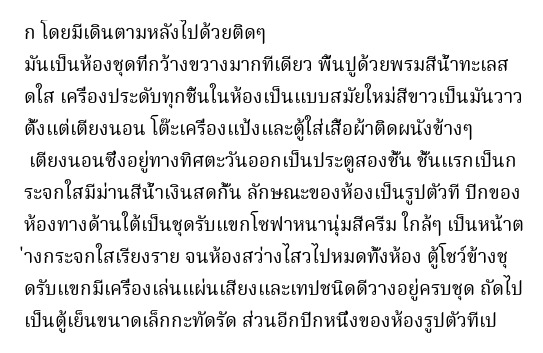 ก โดยมีเดินตามหลังไปด้วยติดๆ
มันเป็นห้องชุดที่กว้างขวางมากทีเดียว พื้นปูด้วยพรมสีน้ำทะเลส
ดใส เครื่องประดับทุกชิ้นในห้องเป็นแบบสมัยใหม่สีขาวเป็นมันวาว
ตั้งแต่เตียงนอน โต๊ะเครื่องแป้งและตู้ใส่เสื้อผ้าติดผนังข้างๆ
เตียงนอนซึ่งอยู่ทางทิศตะวันออกเป็นประตูสองชั้น ชั้นแรกเป็นก
ระจกใสมีม่านสีน้ำเงินสดกั้น ลักษณะของห้องเป็นรูปตัวที ปีกของ
ห้องทางด้านใต้เป็นชุดรับแขกโซฟาหนานุ่มสีครีม ใกล้ๆ เป็นหน้าต
่างกระจกใสเรียงราย จนห้องสว่างไสวไปหมดทั้งห้อง ตู้โชว์ข้างชุ
ดรับแขกมีเครื่องเล่นแผ่นเสียงและเทปชนิดดีวางอยู่ครบชุด ถัดไป
เป็นตู้เย็นขนาดเล็กกะทัดรัด ส่วนอีกปีกหนึ่งของห้องรูปตัวทีเป